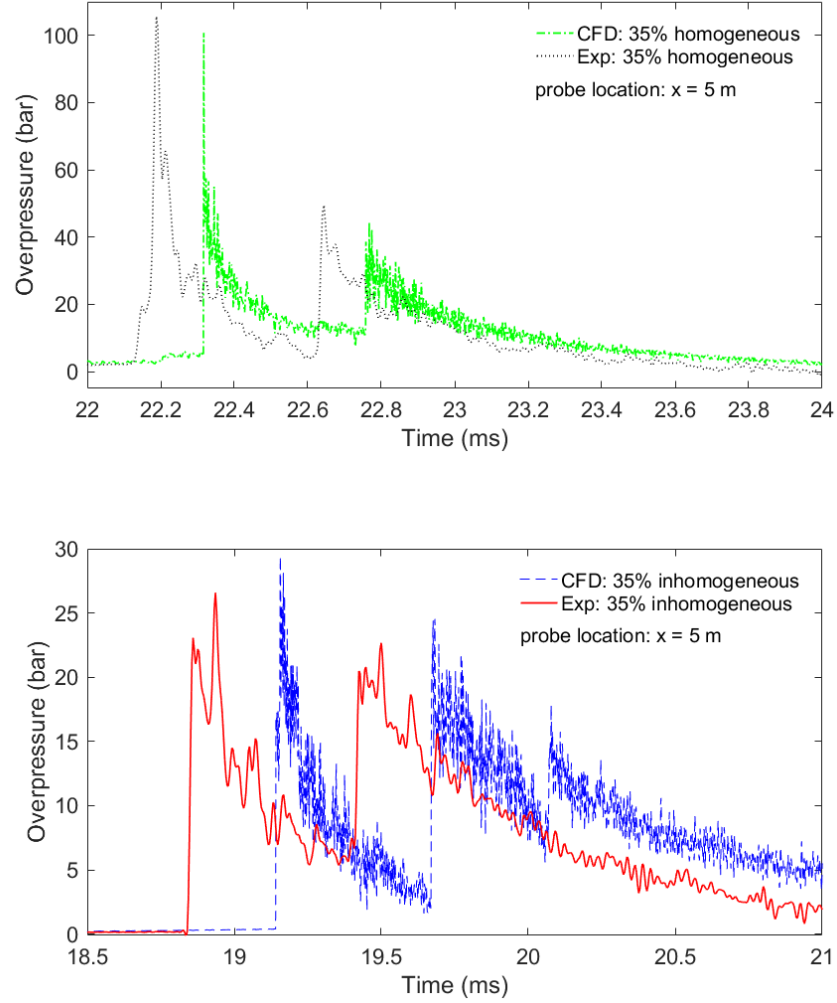 100
80
60
40
20
0
Overpressure (bar)
CFD: 35% homogeneous
Exp: 35% homogeneous
probe location: x = 5 m
22 22.2 22.4 22.6 22.8 23 23.2 23.4 23.6 23.8 24
Time (ms)
30
25
20
15
10
5
0
Overpressure (bar)
CFD: 35% inhomogeneous
Exp: 35% inhomogeneous
probe location: x = 5 m
18.5 19 19.5 20 20.5 21
Time (ms)